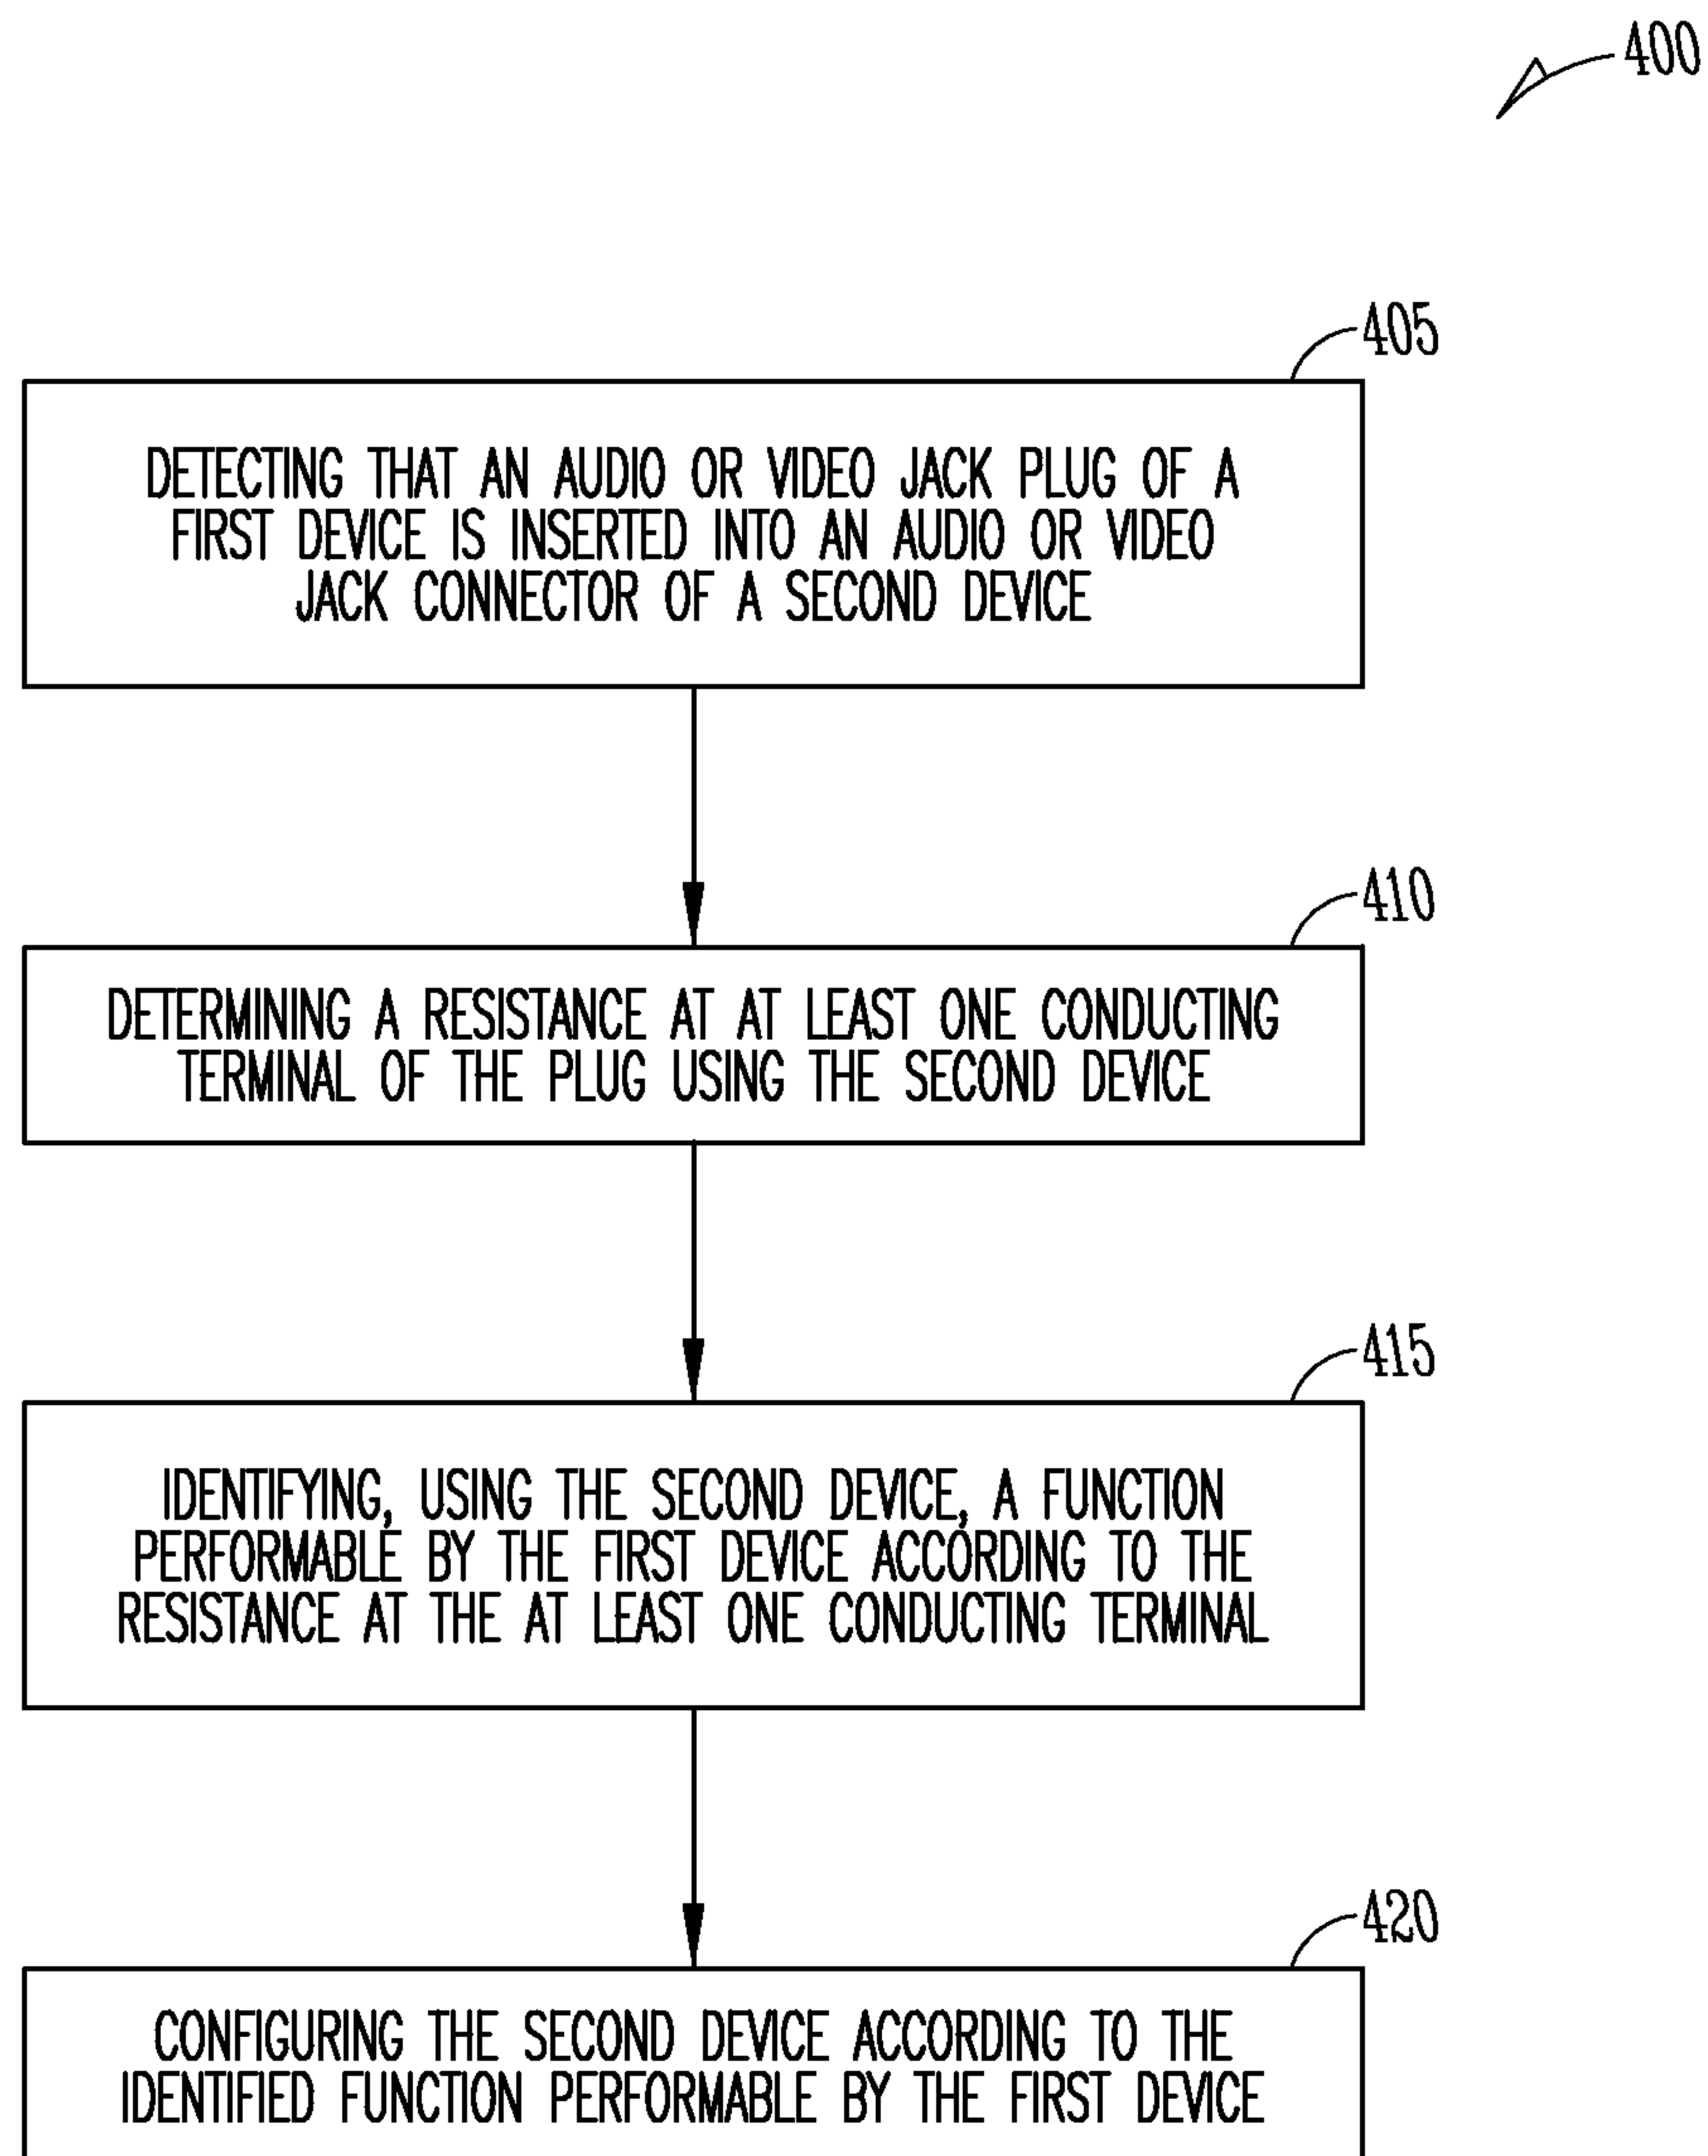 400
405
DETECTING THAT AN AUDIO OR VIDEO JACK PLUG OF A
FIRST DEVICE IS INSERTED INTO AN AUDIO OR VIDEO
JACK CONNECTOR OF A SECOND DEVICE
410
DETERMINING A RESISTANCE AT AT LEAST ONE CONDUCTING
TERMINAL OF THE PLUG USING THE SECOND DEVICE
415
IDENTIFYING, USING THE SECOND DEVICE, A FUNCTION
PERFORMABLE BY THE FIRST DEVICE ACCORDING TO THE
RESISTANCE AT THE AT LEAST ONE CONDUCTING TERMINAL
420
CONFIGURING THE SECOND DEVICE ACCORDING TO THE
IDENTIFIED FUNCTION PERFORMABLE BY THE FIRST DEVICE